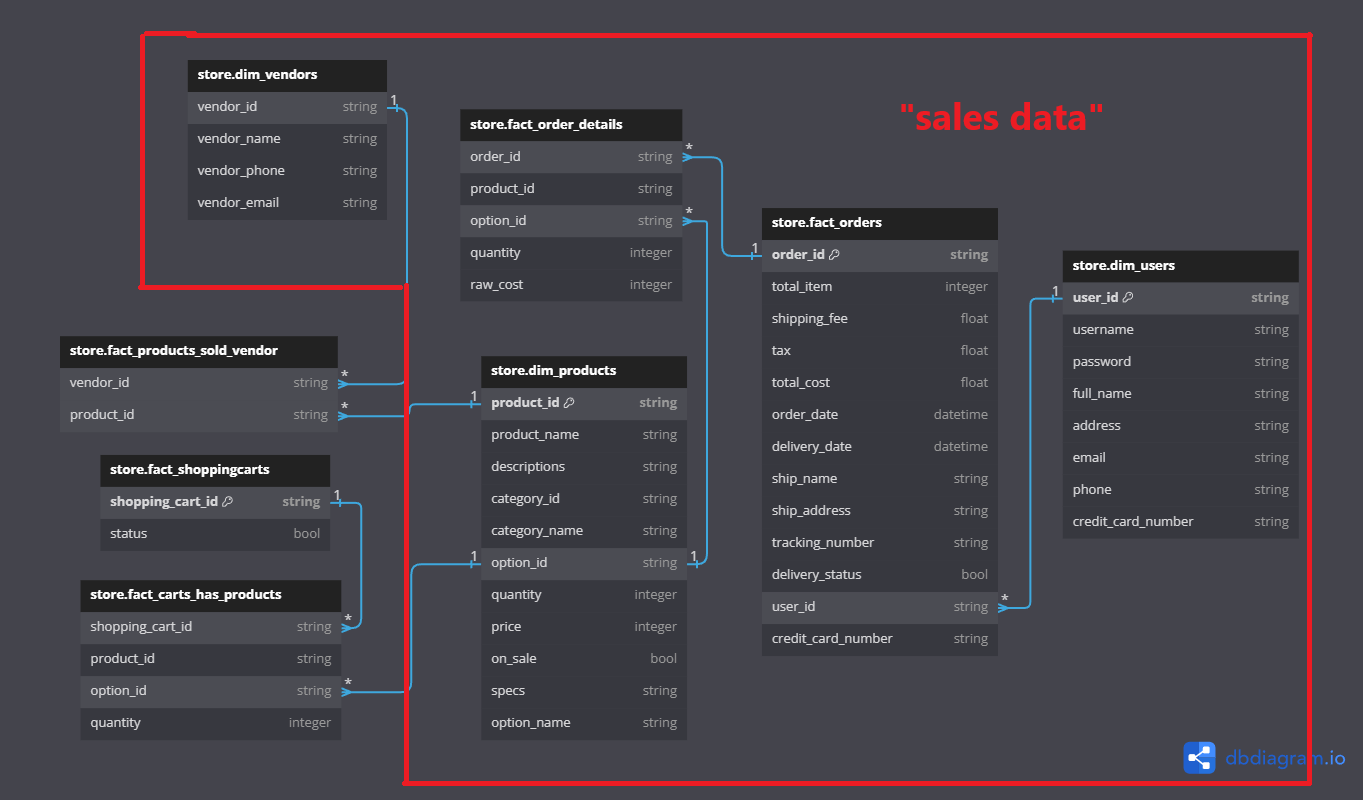 store.dim_vendors
vendor_id string 1
vendor_name string
vendor_phone string
vendor_email string
store.fact_order_details
order_id string *
product_id string
option_id string *
quantity integer
raw_cost integer
"sales data"
store.fact_orders
1 order_id string
total_item integer
shipping_fee float
tax float
total_cost float
order_date datetime
delivery_date datetime
ship_name string
ship_address string
tracking_number string
delivery_status bool
user_id string *
credit_card_number string
store.dim_users
1 user_id string
username string
password string
full_name string
address string
email string
phone string
credit_card_number string
store.fact_products_sold_vendor
vendor_id string *
product_id string *
store.dim_products
1 product_id string
product_name string
descriptions string
category_id string
category_name string
1 option_id string 1
quantity integer
price integer
on_sale bool
specs string
option_name string
store.fact_shoppingcarts
shopping_cart_id string 1
status bool
store.fact_carts_has_products
shopping_cart_id string *
product_id string
option_id string *
quantity integer
dbdiagram.io